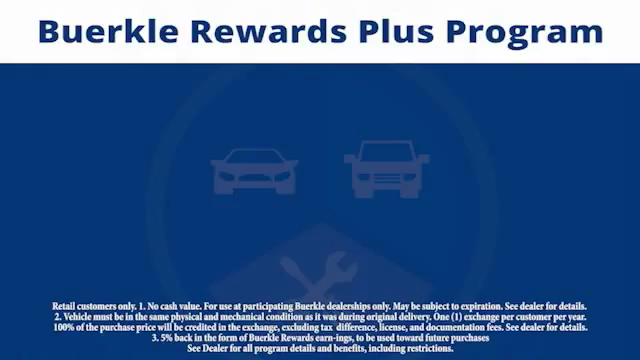 Buerkle Rewards Plus Program
Retail customers only. 1. No cash value. For use at participating Buerkle dealerships only. May be subject to expiration. See dealer for details.
2. Vehicle must be in the same physical and mechanical condition as it was during original delivery. One (1) exchange per customer per year.
100% of the purchase price will be credited in the exchange, excluding tax difference, license, and documentation fees. See dealer for details.
3. 5% back in the form of Buerkle Rewards earn-ings, to be used toward future purchases
See Dealer for all program details and benefits, including restrictions.